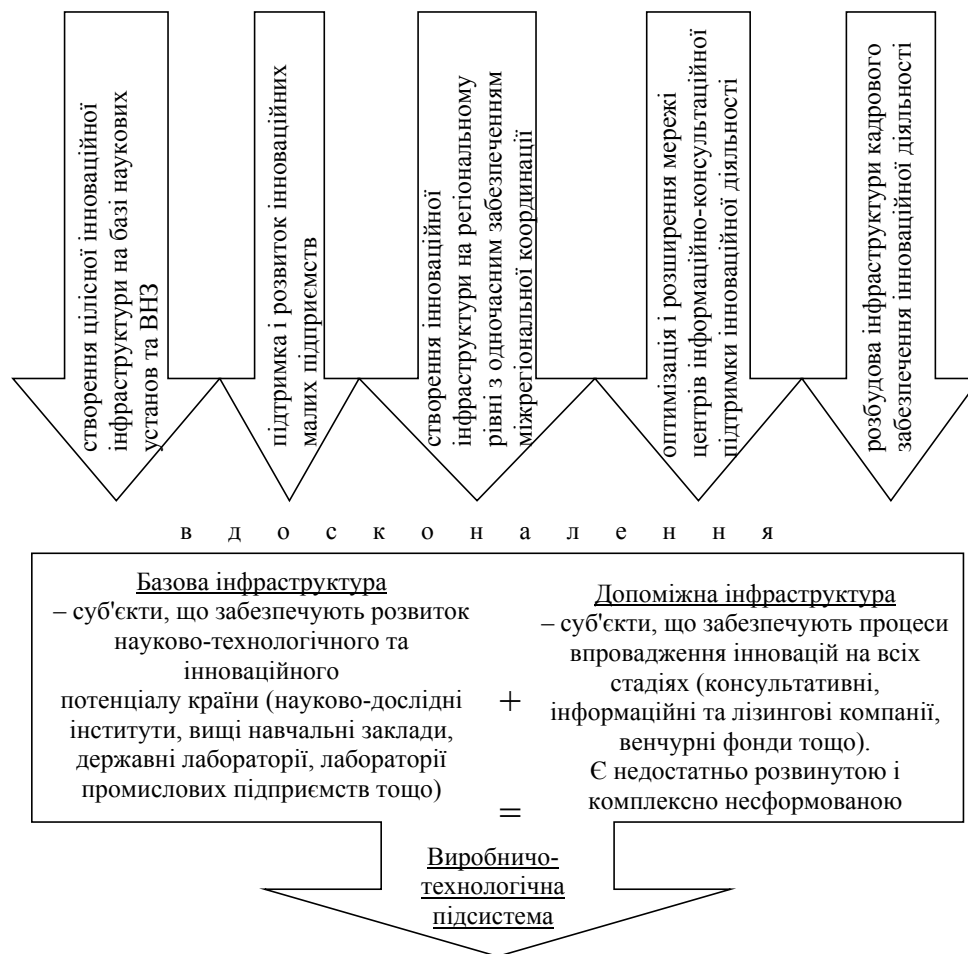 створення цілісної інноваційної
інфраструктури на базі наукових
установ та ВНЗ
підтримка і розвиток інноваційних
малих підприємств
створення інноваційної
інфраструктури на регіональному
рівні з одночасним забезпеченням
міжрегіональної координації
оптимізація і розширення мережі
центрів інформаційно-консультаційної
підтримки інноваційної діяльності
розбудова інфраструктури кадрового
забезпечення інноваційної діяльності
в д о с к о н а л е н н я
Базова інфраструктура
– суб'єкти, що забезпечують розвиток
науково-технологічного та
інноваційного
потенціалу країни (науково-дослідні
інститути, вищі навчальні заклади,
державні лабораторії, лабораторії
промислових підприємств тощо)
+
Допоміжна інфраструктура
– суб'єкти, що забезпечують процеси
впровадження інновацій на всіх
стадіях (консультативні,
інформаційні та лізингові компанії,
венчурні фонди тощо).
Є недостатньо розвинутою і
комплексно несформованою
=
Виробничо-
технологічна
підсистема